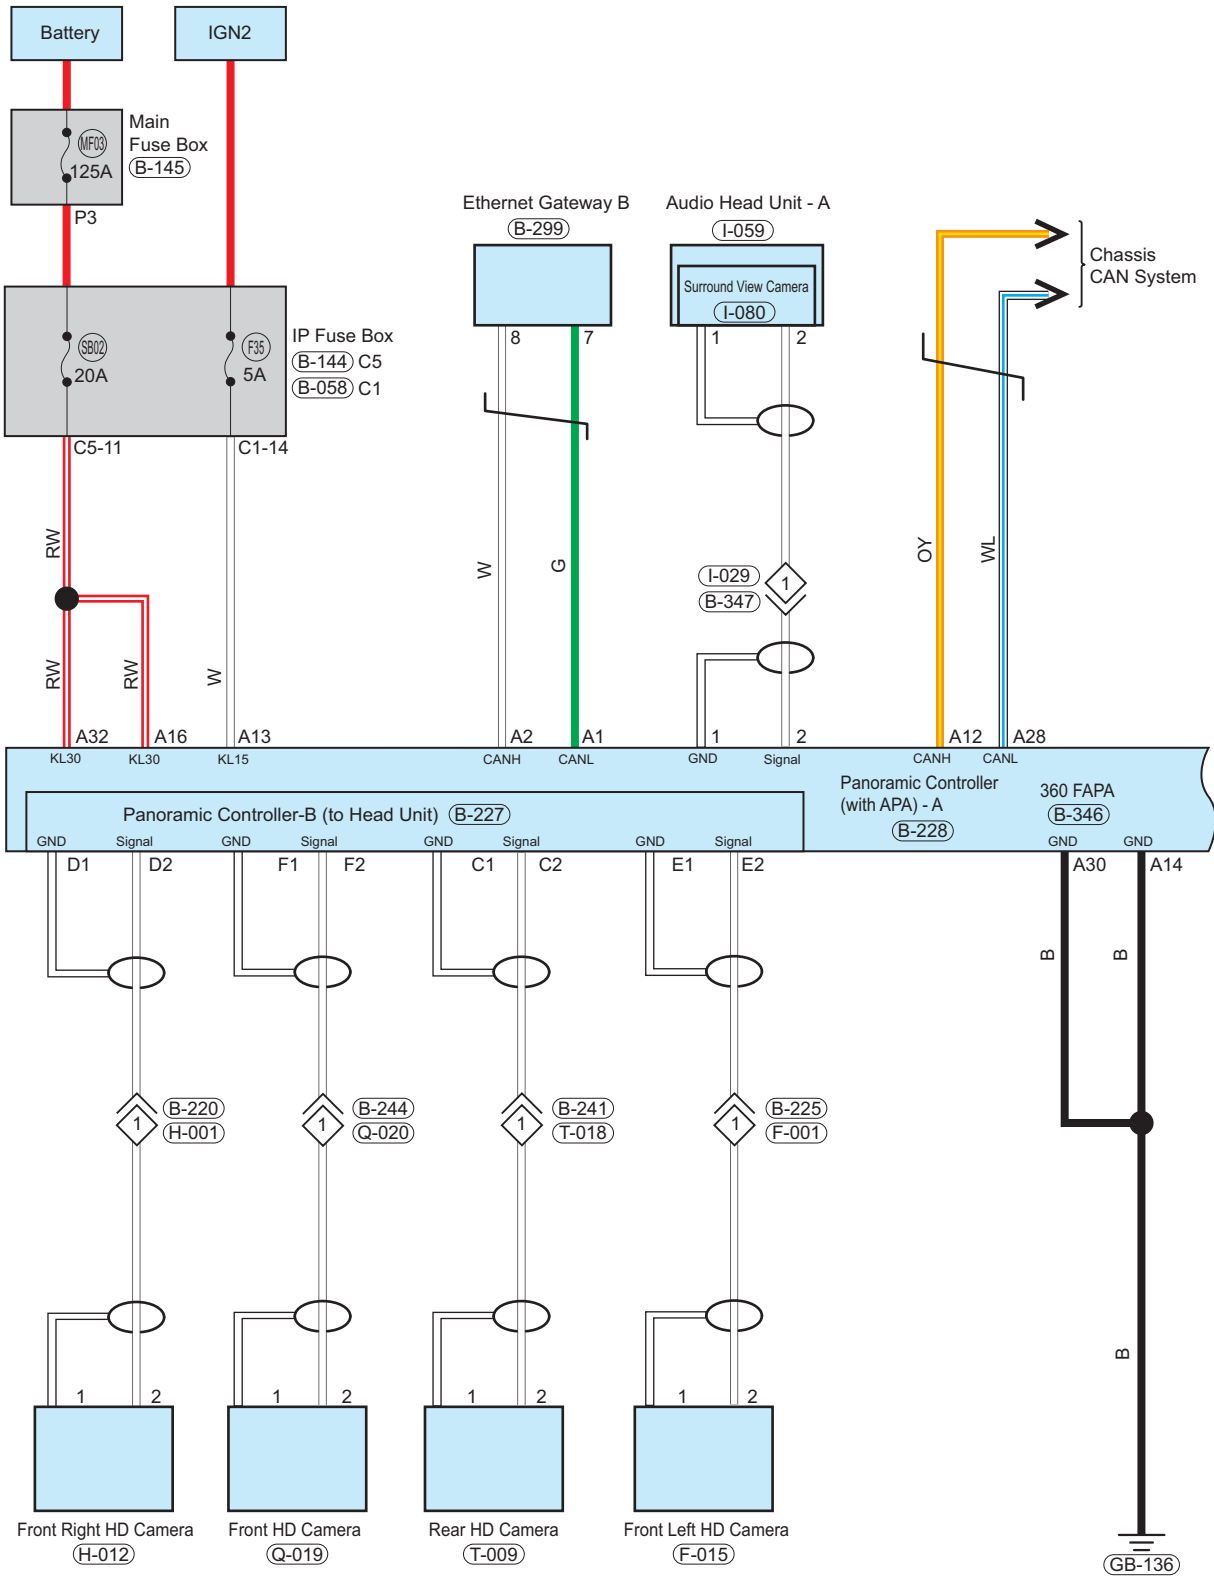 Battery
IGN2
Main
Fuse Box
B-145
MF03
125A
P3
Ethernet Gateway B
B-299
Audio Head Unit - A
I-059
Surround View Camera
I-080
Chassis
CAN System
SB02
20A
F35
5A
IP Fuse Box
B-144 C5
B-058 C1
C5-11
C1-14
8
7
1
2
RW
W
G
OY
WL
I-029
B-347
1
RW
RW
W
A32
A16
A13
A2
A1
1
2
A12
A28
KL30
KL30
KL15
CANH
CANL
GND
Signal
CANH
CANL
Panoramic Controller
(with APA) - A
B-228
360 FAPA
B-346
Panoramic Controller-B (to Head Unit) B-227
GND
Signal
GND
Signal
GND
Signal
GND
Signal
GND
GND
D1
D2
F1
F2
C1
C2
E1
E2
A30
A14
B
B
1
B-220
H-001
1
B-244
Q-020
1
B-241
T-018
1
B-225
F-001
B
1
2
1
2
1
2
1
2
Front Right HD Camera
H-012
Front HD Camera
Q-019
Rear HD Camera
T-009
Front Left HD Camera
F-015
GB-136